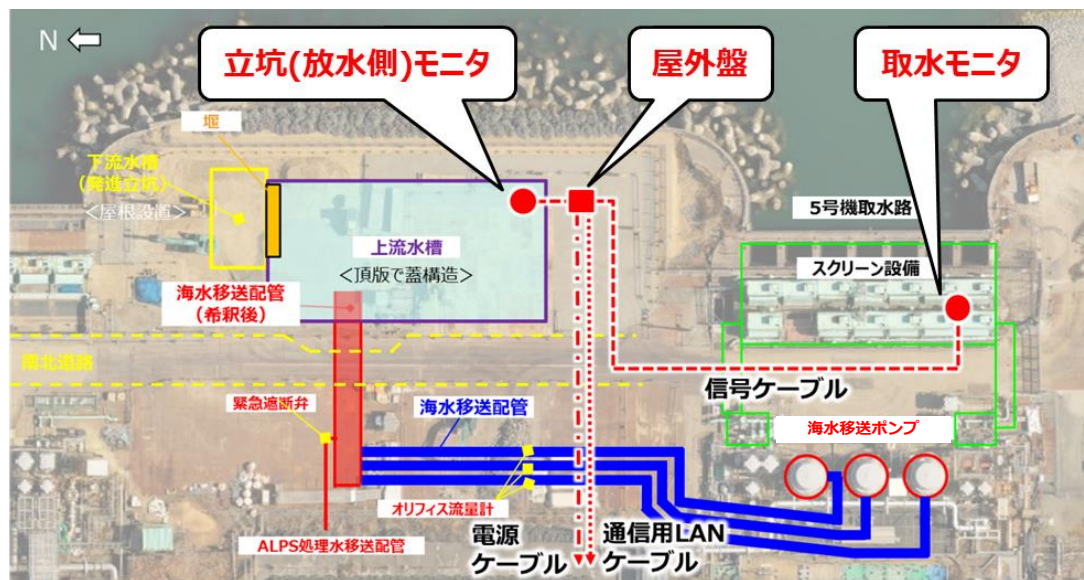 N
立坑(放水側)モニタ
屋外盤
取水モニタ
堰
下流水槽
(発進立坑)
<屋根設置>
5号機取水路
上流水槽
<頂版で蓋構造>
スクリーン設備
海水移送配管
(希釈後)
南北道路
信号ケーブル
緊急遮断弁
海水移送配管
海水移送ポンプ
オリフィス流量計
ALPS処理水移送配管
電源
ケーブル
通信用LAN
ケーブル